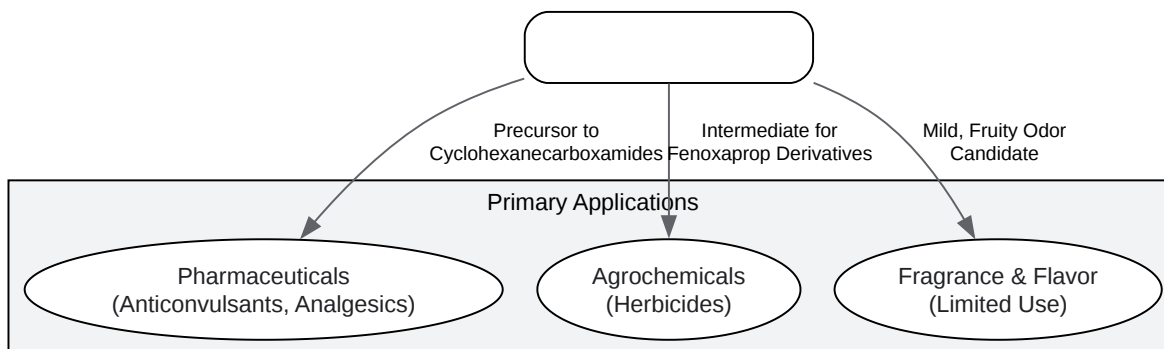 Precursor to
Cyclohexanecarboxamides
Intermediate for
Fenoxaprop Derivatives
Mild, Fruity Odor
Candidate
Primary Applications
Pharmaceuticals
(Anticonvulsants, Analgesics)
Agrochemicals
(Herbicides)
Fragrance & Flavor
(Limited Use)